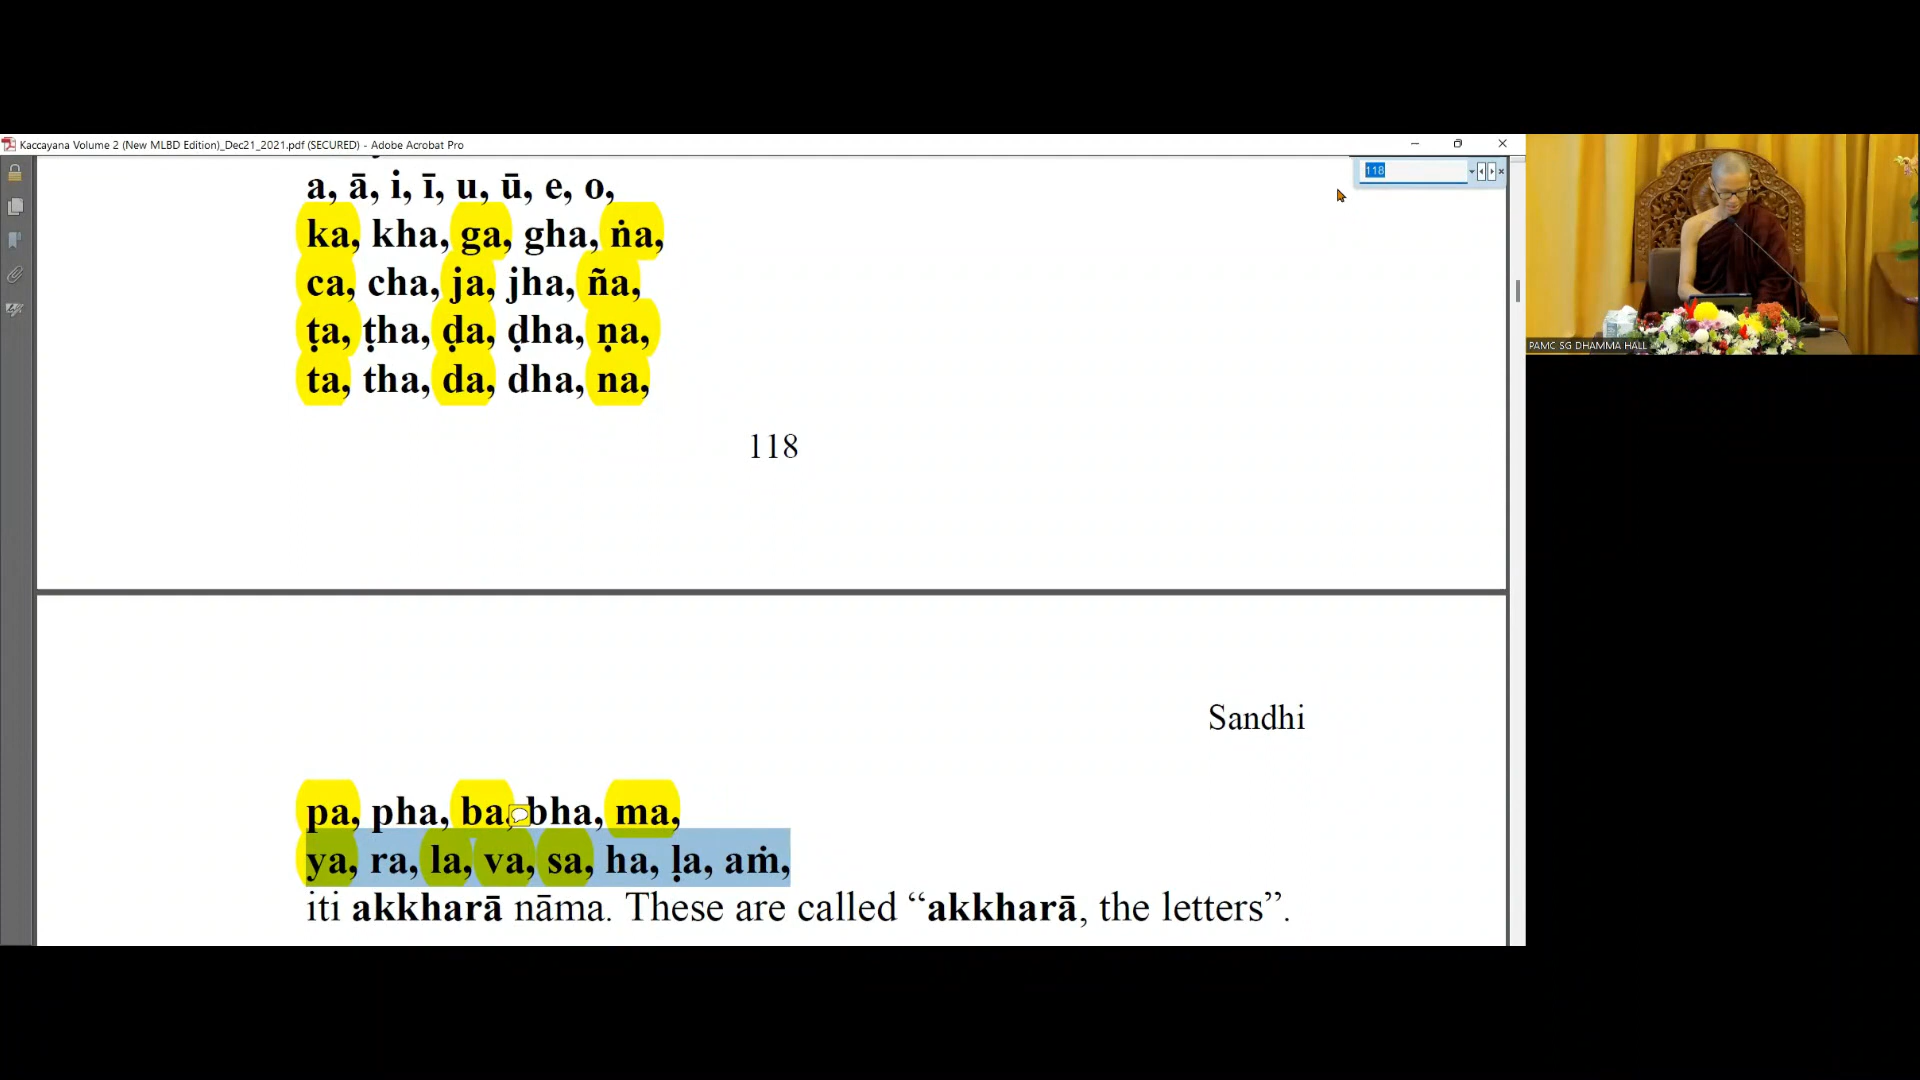 Kaccayana Volume 2 (New MLBD Edition)_Dec21_2021.pdf (SECURED) - Adobe Acrobat Pro
118
a, ā, i, ī, u, ū, e, o,
ka, kha, ga, gha, ṅa,
ca, cha, ja, jha, ña,
ṭa, ṭha, ḍa, ḍha, ṇa,
ta, tha, da, dha, na,
118
Sandhi
pa, pha, ba, bha, ma,
ya, ra, la, va, sa, ha, ḷa, aṁ,
iti akkharā nāma. These are called “akkharā, the letters”.
PAMC SG DHAMMA HALL